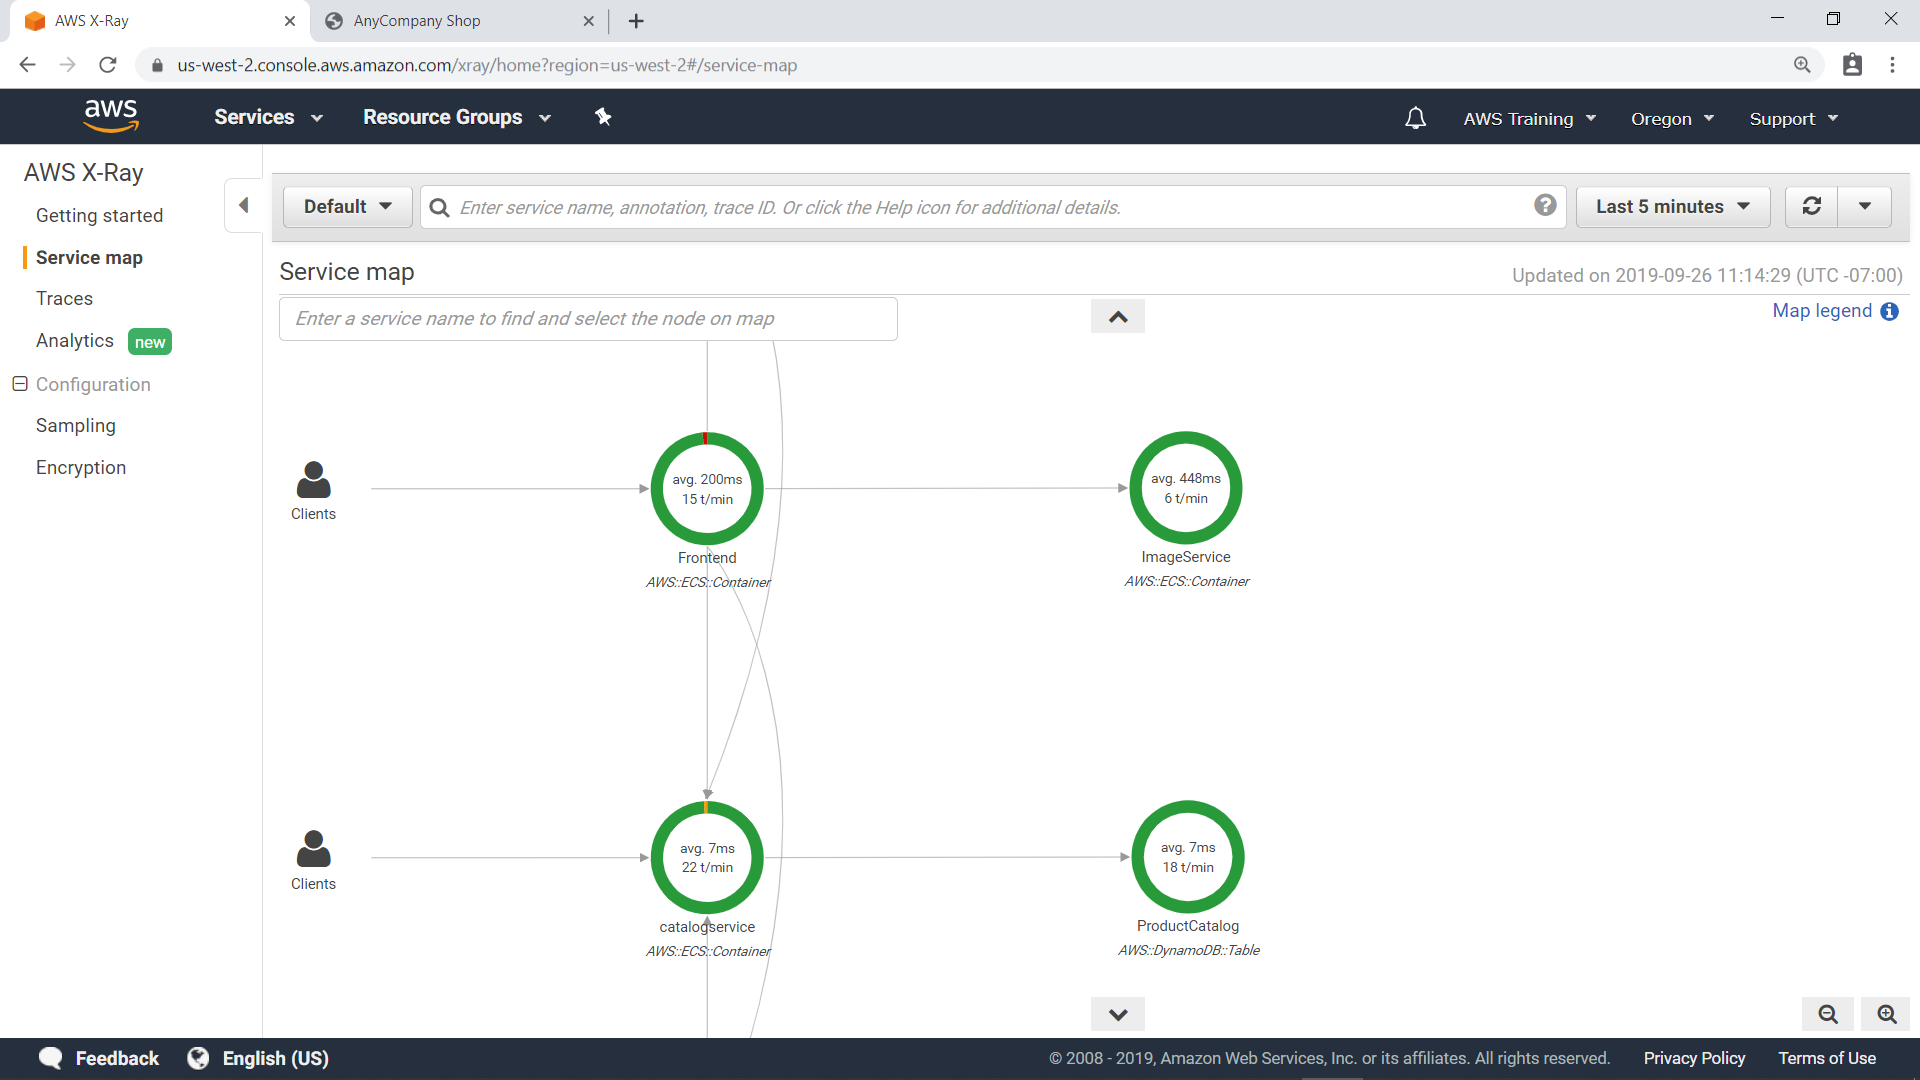 AWS X-Ray
AnyCompany Shop
us-west-2.console.aws.amazon.com/xray/home?region=us-west-2#/service-map
aws
Services
Resource Groups
AWS Training
Oregon
Support
AWS X-Ray
Getting started
Service map
Traces
Analytics new
Configuration
Sampling
Encryption
Default
Enter service name, annotation, trace ID. Or click the Help icon for additional details.
Last 5 minutes
Service map
Updated on 2019-09-26 11:14:29 (UTC -07:00)
Enter a service name to find and select the node on map
Map legend
Clients
avg. 200ms
15 t/min
Frontend
AWS::ECS::Container
avg. 448ms
6 t/min
ImageService
AWS::ECS::Container
Clients
avg. 7ms
22 t/min
catalogservice
AWS::ECS::Container
avg. 7ms
18 t/min
ProductCatalog
AWS::DynamoDB::Table
Feedback
English (US)
© 2008 - 2019, Amazon Web Services, Inc. or its affiliates. All rights reserved.
Privacy Policy
Terms of Use